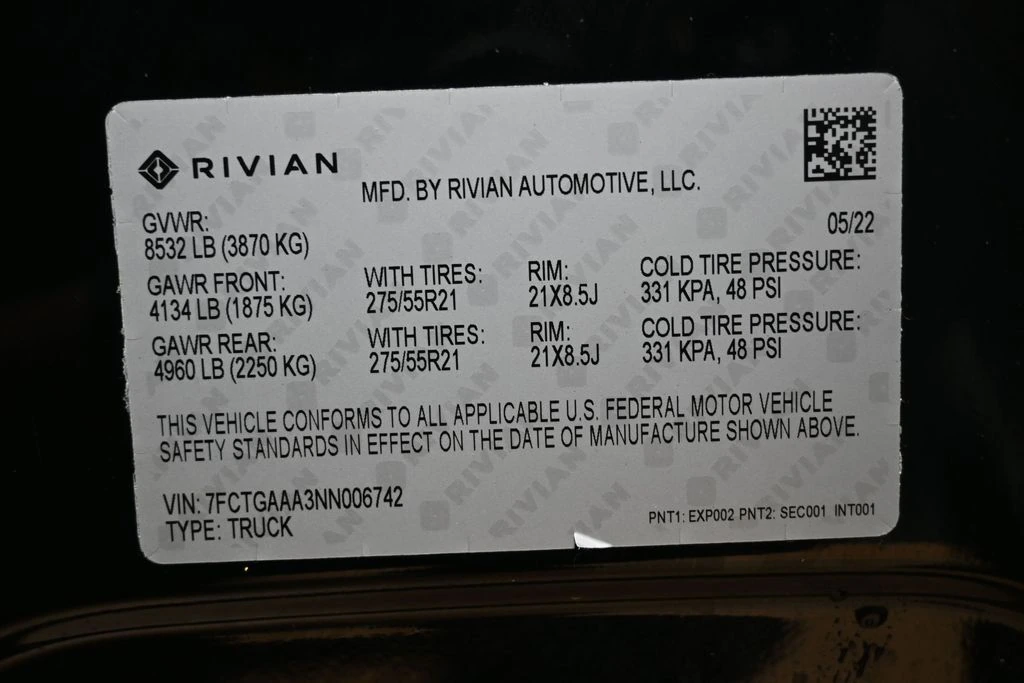 RIVIAN
MFD. BY RIVIAN AUTOMOTIVE, LLC.
05/22
GVWR:
8532 LB (3870 KG)
GAWR FRONT: WITH TIRES: RIM: COLD TIRE PRESSURE:
4134 LB (1875 KG) 275/55R21 21X8.5J 331 KPA, 48 PSI
GAWR REAR: WITH TIRES: RIM: COLD TIRE PRESSURE:
4960 LB (2250 KG) 275/55R21 21X8.5J 331 KPA, 48 PSI
THIS VEHICLE CONFORMS TO ALL APPLICABLE U.S. FEDERAL MOTOR VEHICLE
SAFETY STANDARDS IN EFFECT ON THE DATE OF MANUFACTURE SHOWN ABOVE.
VIN: 7FCTGAAA3NN006742
TYPE: TRUCK
PNT1: EXP002 PNT2: SEC001 INT001